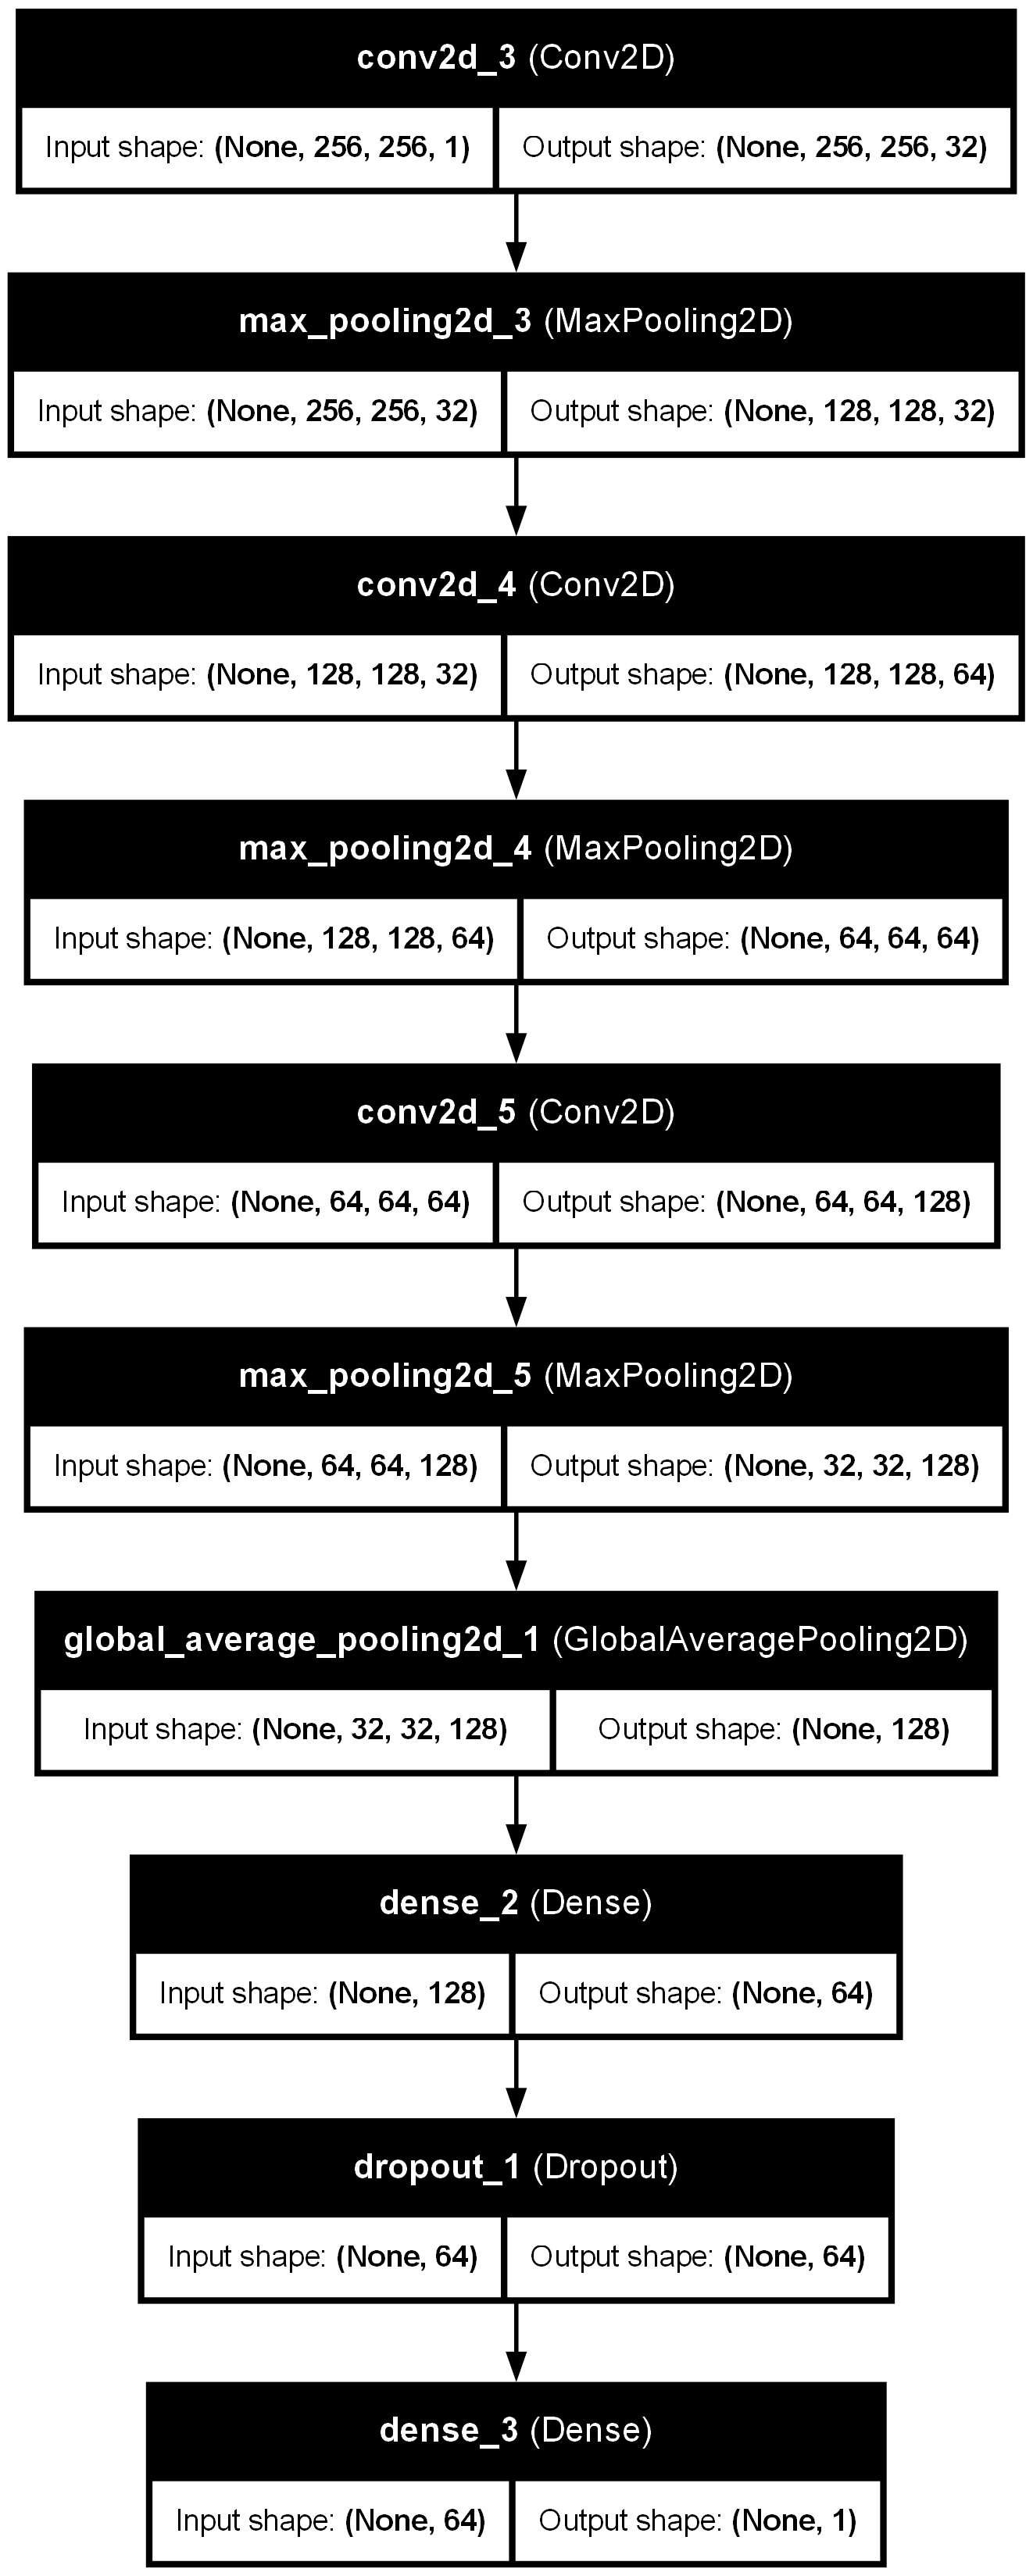 conv2d_3 (Conv2D)
Input shape: (None, 256, 256, 1) Output shape: (None, 256, 256, 32)
max_pooling2d_3 (MaxPooling2D)
Input shape: (None, 256, 256, 32) Output shape: (None, 128, 128, 32)
conv2d_4 (Conv2D)
Input shape: (None, 128, 128, 32) Output shape: (None, 128, 128, 64)
max_pooling2d_4 (MaxPooling2D)
Input shape: (None, 128, 128, 64) Output shape: (None, 64, 64, 64)
conv2d_5 (Conv2D)
Input shape: (None, 64, 64, 64) Output shape: (None, 64, 64, 128)
max_pooling2d_5 (MaxPooling2D)
Input shape: (None, 64, 64, 128) Output shape: (None, 32, 32, 128)
global_average_pooling2d_1 (GlobalAveragePooling2D)
Input shape: (None, 32, 32, 128) Output shape: (None, 128)
dense_2 (Dense)
Input shape: (None, 128) Output shape: (None, 64)
dropout_1 (Dropout)
Input shape: (None, 64) Output shape: (None, 64)
dense_3 (Dense)
Input shape: (None, 64) Output shape: (None, 1)